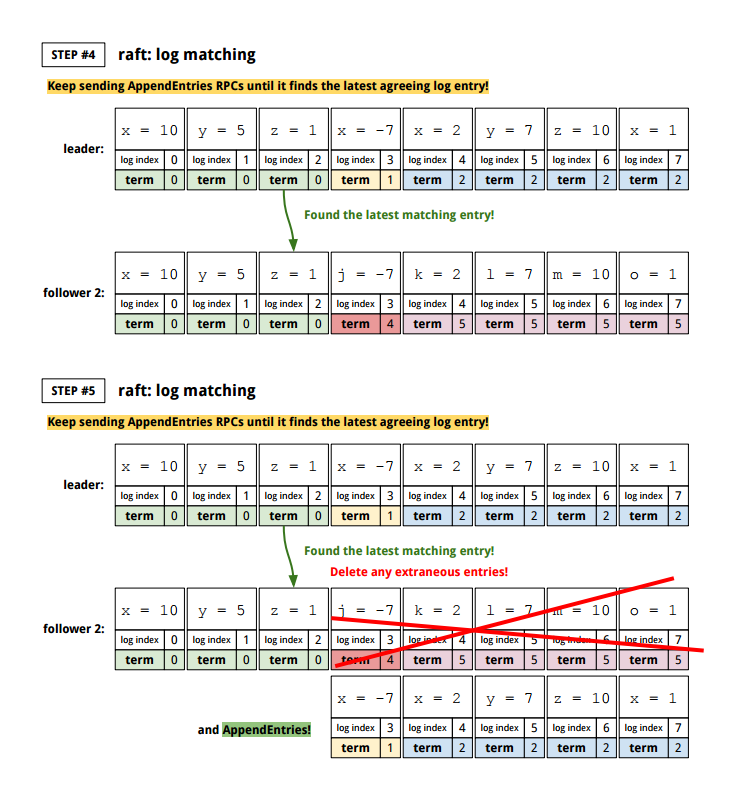 STEP #4 raft: log matching
Keep sending AppendEntries RPCs until it finds the latest agreeing log entry!
leader:
x = 10 y = 5 z = 1 x = -7 x = 2 y = 7 z = 10 x = 1
log index 0 log index 1 log index 2 log index 3 log index 4 log index 5 log index 6 log index 7
term 0 term 0 term 0 term 1 term 2 term 2 term 2 term 2
Found the latest matching entry!
follower 2:
x = 10 y = 5 z = 1 j = -7 k = 2 l = 7 m = 10 o = 1
log index 0 log index 1 log index 2 log index 3 log index 4 log index 5 log index 6 log index 7
term 0 term 0 term 0 term 4 term 5 term 5 term 5 term 5
STEP #5 raft: log matching
Keep sending AppendEntries RPCs until it finds the latest agreeing log entry!
leader:
x = 10 y = 5 z = 1 x = -7 x = 2 y = 7 z = 10 x = 1
log index 0 log index 1 log index 2 log index 3 log index 4 log index 5 log index 6 log index 7
term 0 term 0 term 0 term 1 term 2 term 2 term 2 term 2
Found the latest matching entry!
Delete any extraneous entries!
follower 2:
x = 10 y = 5 z = 1 j = -7 k = 2 l = 7 m = 10 o = 1
log index 0 log index 1 log index 2 log index 3 log index 4 log index 5 log index 6 log index 7
term 0 term 0 term 0 term 4 term 5 term 5 term 5 term 5
x = -7 x = 2 y = 7 z = 10 x = 1
and AppendEntries!
log index 3 log index 4 log index 5 log index 6 log index 7
term 1 term 2 term 2 term 2 term 2